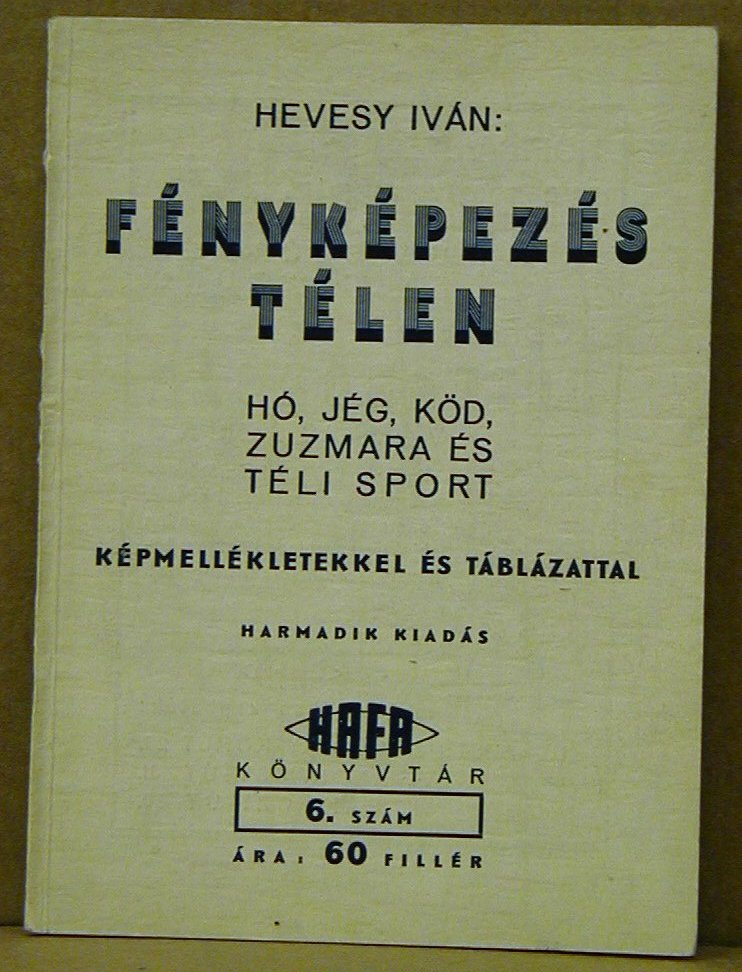 HEVESY IVÁN:
FÉNYKÉPEZÉS
TÉLEN
HÓ, JÉG, KÖD,
ZUZMARA ÉS
TÉLI SPORT
KÉPMELLÉKLETEKKEL ÉS TÁBLÁZATTAL
HARMADIK KIADÁS
HAFA
KÖNYVTÁR
6. SZÁM
ÁRA: 60 FILLÉR